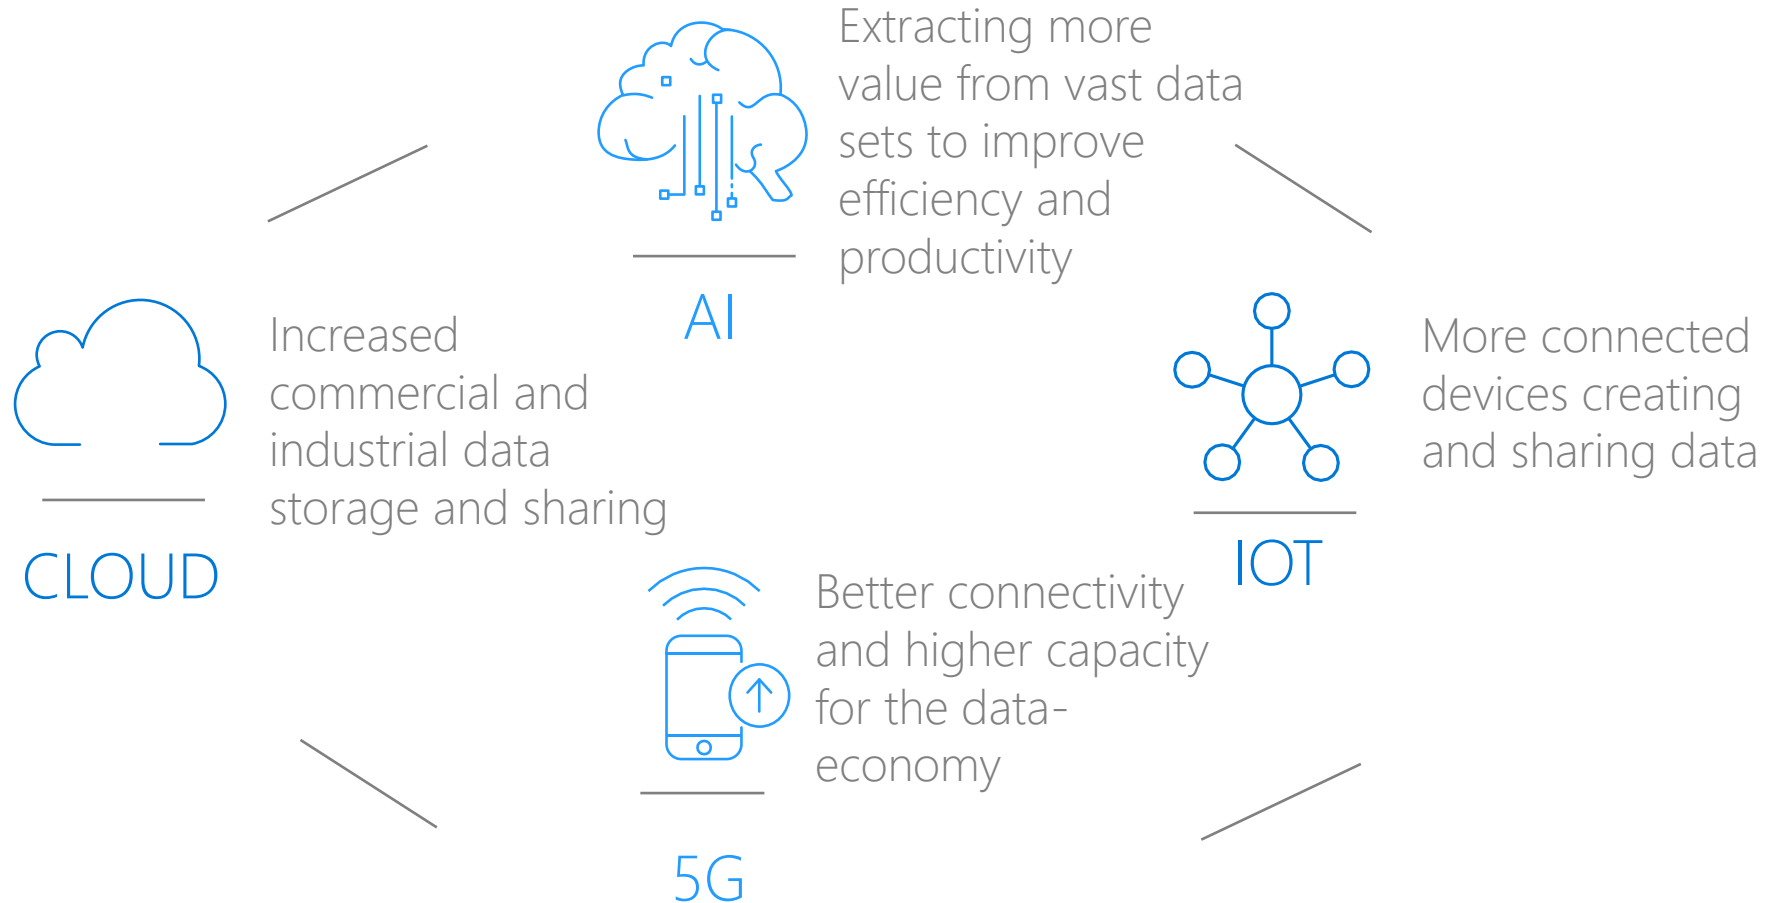 Extracting more
value from vast data
sets to improve
efficiency and
productivity
AI
Increased
commercial and
industrial data
storage and sharing
CLOUD
More connected
devices creating
and sharing data
IOT
Better connectivity
and higher capacity
for the data-
economy
5G